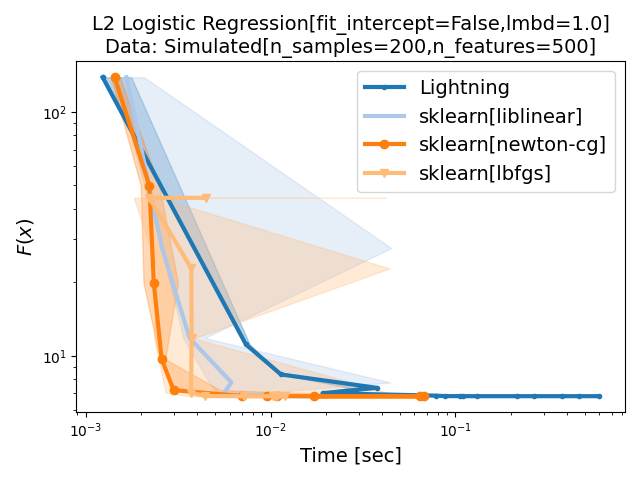 L2 Logistic Regression[fit_intercept=False,lmbd=1.0]
Data: Simulated[n_samples=200,n_features=500]
Lightning
sklearn[liblinear]
sklearn[newton-cg]
sklearn[lbfgs]
F(x)
10²
10¹
10⁻³
10⁻²
10⁻¹
Time [sec]